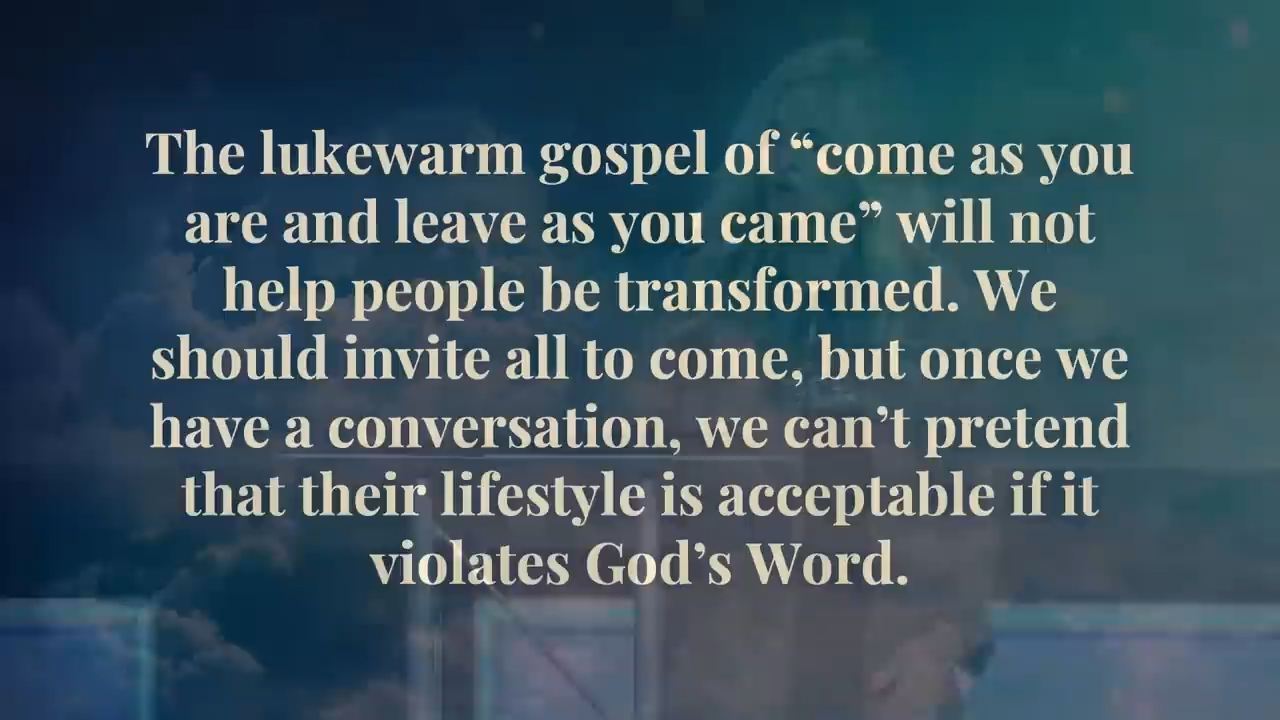 The lukewarm gospel of “come as you
are and leave as you came” will not
help people be transformed. We
should invite all to come, but once we
have a conversation, we can’t pretend
that their lifestyle is acceptable if it
violates God’s Word.